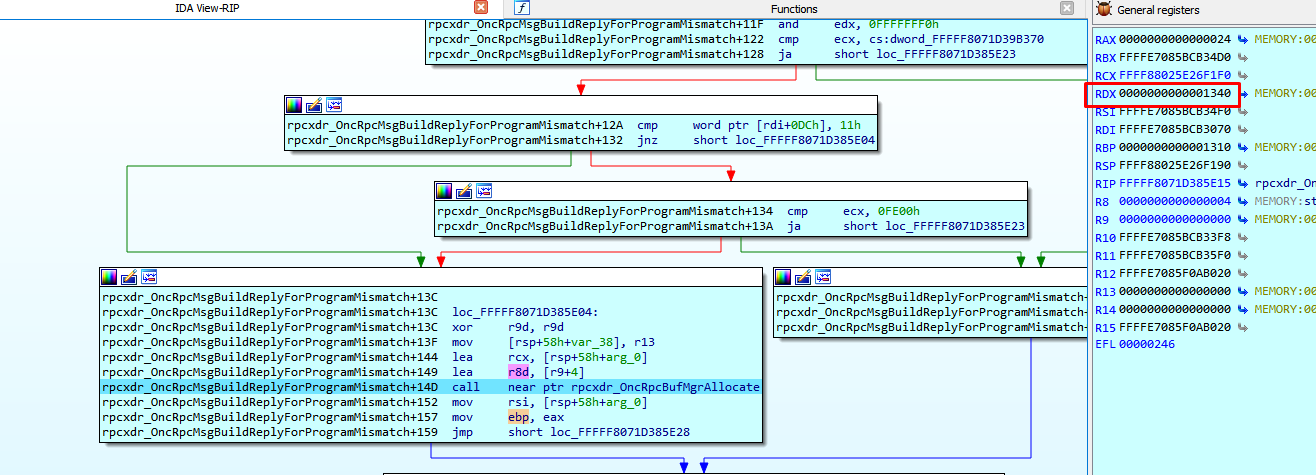 IDA View-RIP
Functions
General registers
rpcxdr_OncRpcMsgBuildReplyForProgramMismatch+11F and edx, 0FFFFFFF0h
rpcxdr_OncRpcMsgBuildReplyForProgramMismatch+122 cmp ecx, cs:dword_FFFFF8071D39B370
rpcxdr_OncRpcMsgBuildReplyForProgramMismatch+128 ja short loc_FFFFF8071D385E23
rpcxdr_OncRpcMsgBuildReplyForProgramMismatch+12A cmp word ptr [rdi+0DCh], 11h
rpcxdr_OncRpcMsgBuildReplyForProgramMismatch+132 jnz short loc_FFFFF8071D385E04
rpcxdr_OncRpcMsgBuildReplyForProgramMismatch+134 cmp ecx, 0FE00h
rpcxdr_OncRpcMsgBuildReplyForProgramMismatch+13A ja short loc_FFFFF8071D385E23
rpcxdr_OncRpcMsgBuildReplyForProgramMismatch+13C
rpcxdr_OncRpcMsgBuildReplyForProgramMismatch+13C loc_FFFFF8071D385E04:
rpcxdr_OncRpcMsgBuildReplyForProgramMismatch+13C xor r9d, r9d
rpcxdr_OncRpcMsgBuildReplyForProgramMismatch+13F mov [rsp+58h+var_38], r13
rpcxdr_OncRpcMsgBuildReplyForProgramMismatch+144 lea rcx, [rsp+58h+arg_0]
rpcxdr_OncRpcMsgBuildReplyForProgramMismatch+149 lea r8d, [r9+4]
rpcxdr_OncRpcMsgBuildReplyForProgramMismatch+14D call near ptr rpcxdr_OncRpcBufMgrAllocate
rpcxdr_OncRpcMsgBuildReplyForProgramMismatch+152 mov rsi, [rsp+58h+arg_0]
rpcxdr_OncRpcMsgBuildReplyForProgramMismatch+157 mov ebp, eax
rpcxdr_OncRpcMsgBuildReplyForProgramMismatch+159 jmp short loc_FFFFF8071D385E28
rpcxdr_OncRpcMsgBuildReplyForProgramMismatch+
rpcxdr_OncRpcMsgBuildReplyForProgramMismatch+
rpcxdr_OncRpcMsgBuildReplyForProgramMismatch+
RAX 0000000000000024 MEMORY:00
RBX FFFFE7085BCB34D0
RCX FFFF88025E26F1F0
RDX 0000000000001340 MEMORY:00
RSI FFFFE7085BCB34F0
RDI FFFFE7085BCB3070
RBP 0000000000001310 MEMORY:00
RSP FFFF88025E26F190
RIP FFFFF8071D385E15 rpcxdr_On
R8 0000000000000004 MEMORY:st
R9 0000000000000000 MEMORY:00
R10 FFFFE7085BCB33F8
R11 FFFFE7085BCB35F0
R12 FFFFE7085F0AB020
R13 0000000000000000 MEMORY:00
R14 0000000000000000 MEMORY:00
R15 FFFFE7085F0AB020
EFL 00000246